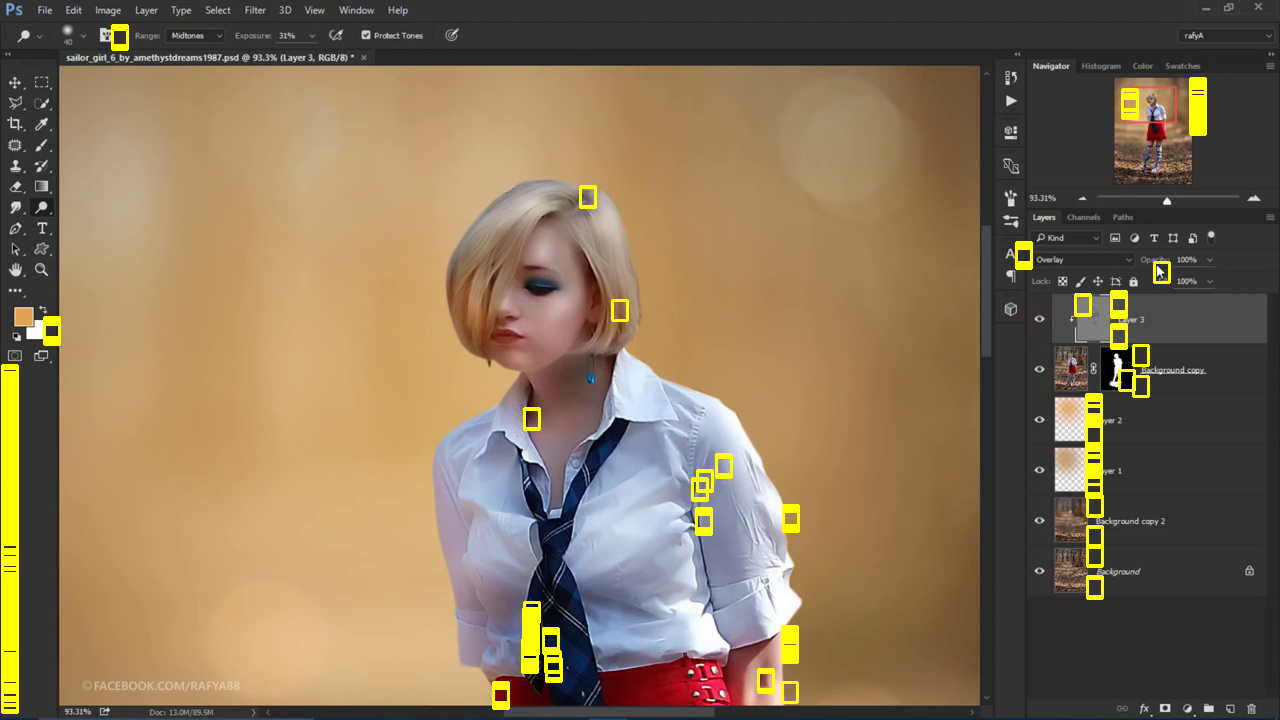 Ps File Edit Image Layer Type Select Filter 3D View Window Help
40 Range: Midtones Exposure: 31% Protect Tones rafyA
sailor_girl_6_by_amethystdreams1987.psd @ 93.3% (Layer 3, RGB/8) *
Navigator Histogram Color Swatches
93.31%
Layers Channels Paths
Kind
Overlay Opacity: 100%
Lock: 100%
Layer 3
Background copy
Layer 2
Layer 1
Background copy 2
Background
©FACEBOOK.COM/RAFYA88
93.31% Doc: 13.0M/89.5M
fx